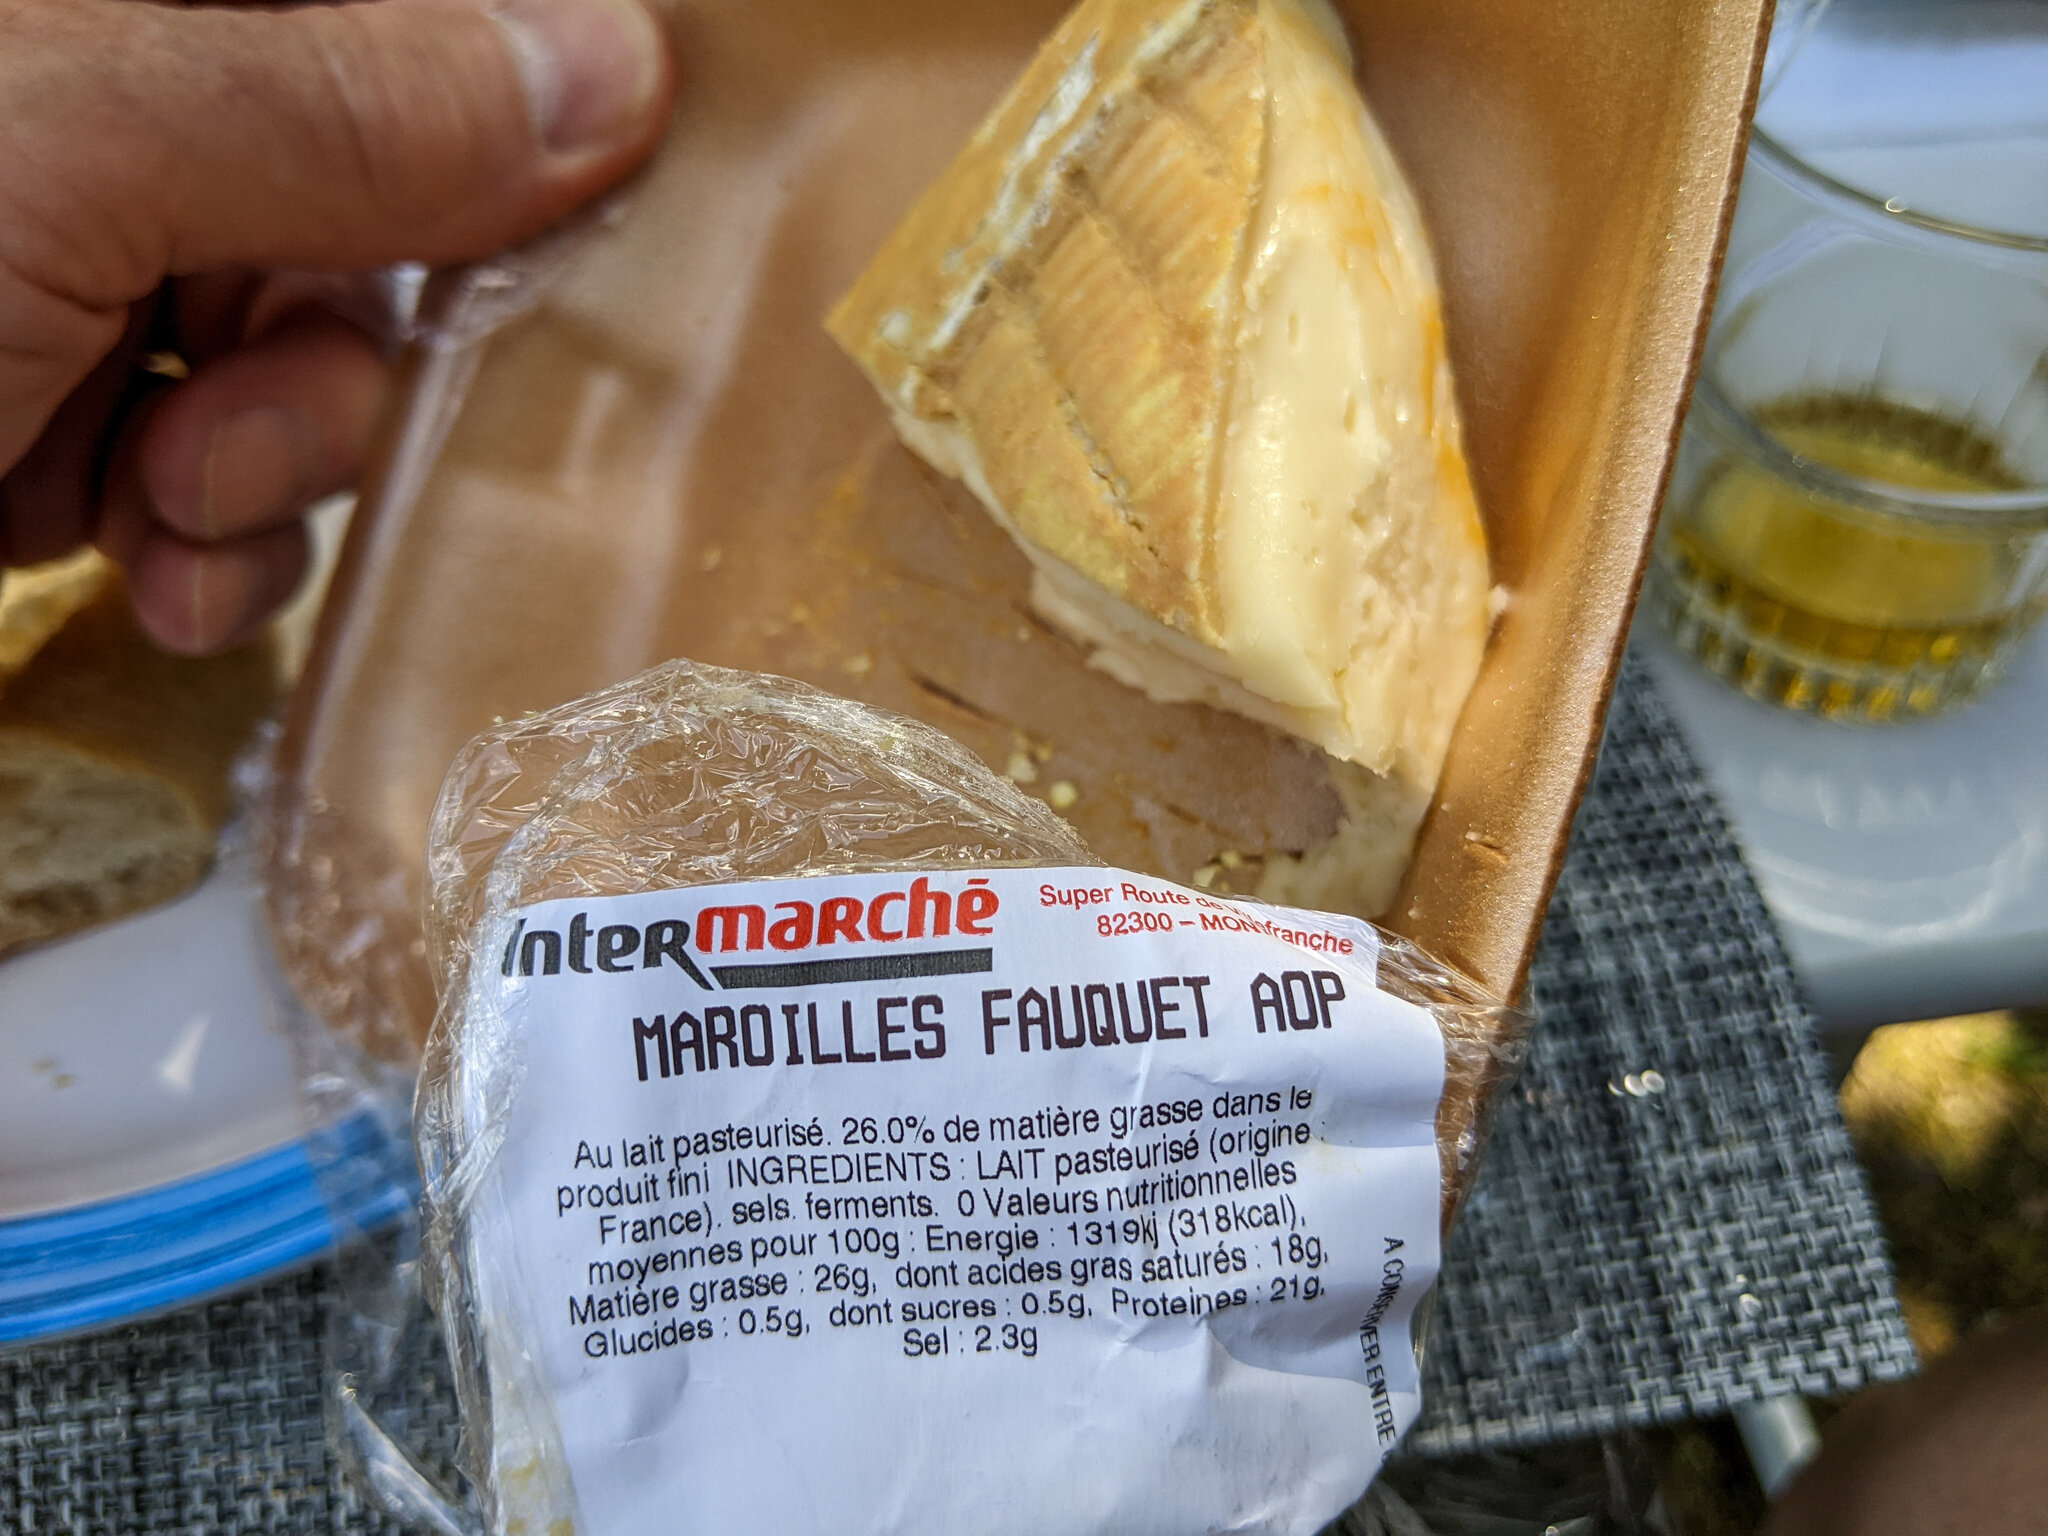 InterMarché
Super Route de
82300 – MON
franche
MAROILLES FAUQUET AOP
Au lait pasteurisé. 26.0% de matière grasse dans le
produit fini INGREDIENTS : LAIT pasteurisé (origine :
France). sels. ferments. 0 Valeurs nutritionnelles
moyennes pour 100g : Energie : 1319kj (318kcal),
Matière grasse : 26g, dont acides gras saturés : 18g,
Glucides : 0.5g, dont sucres : 0.5g, Proteines : 21g,
Sel : 2.3g
A CONSERVER ENTRE